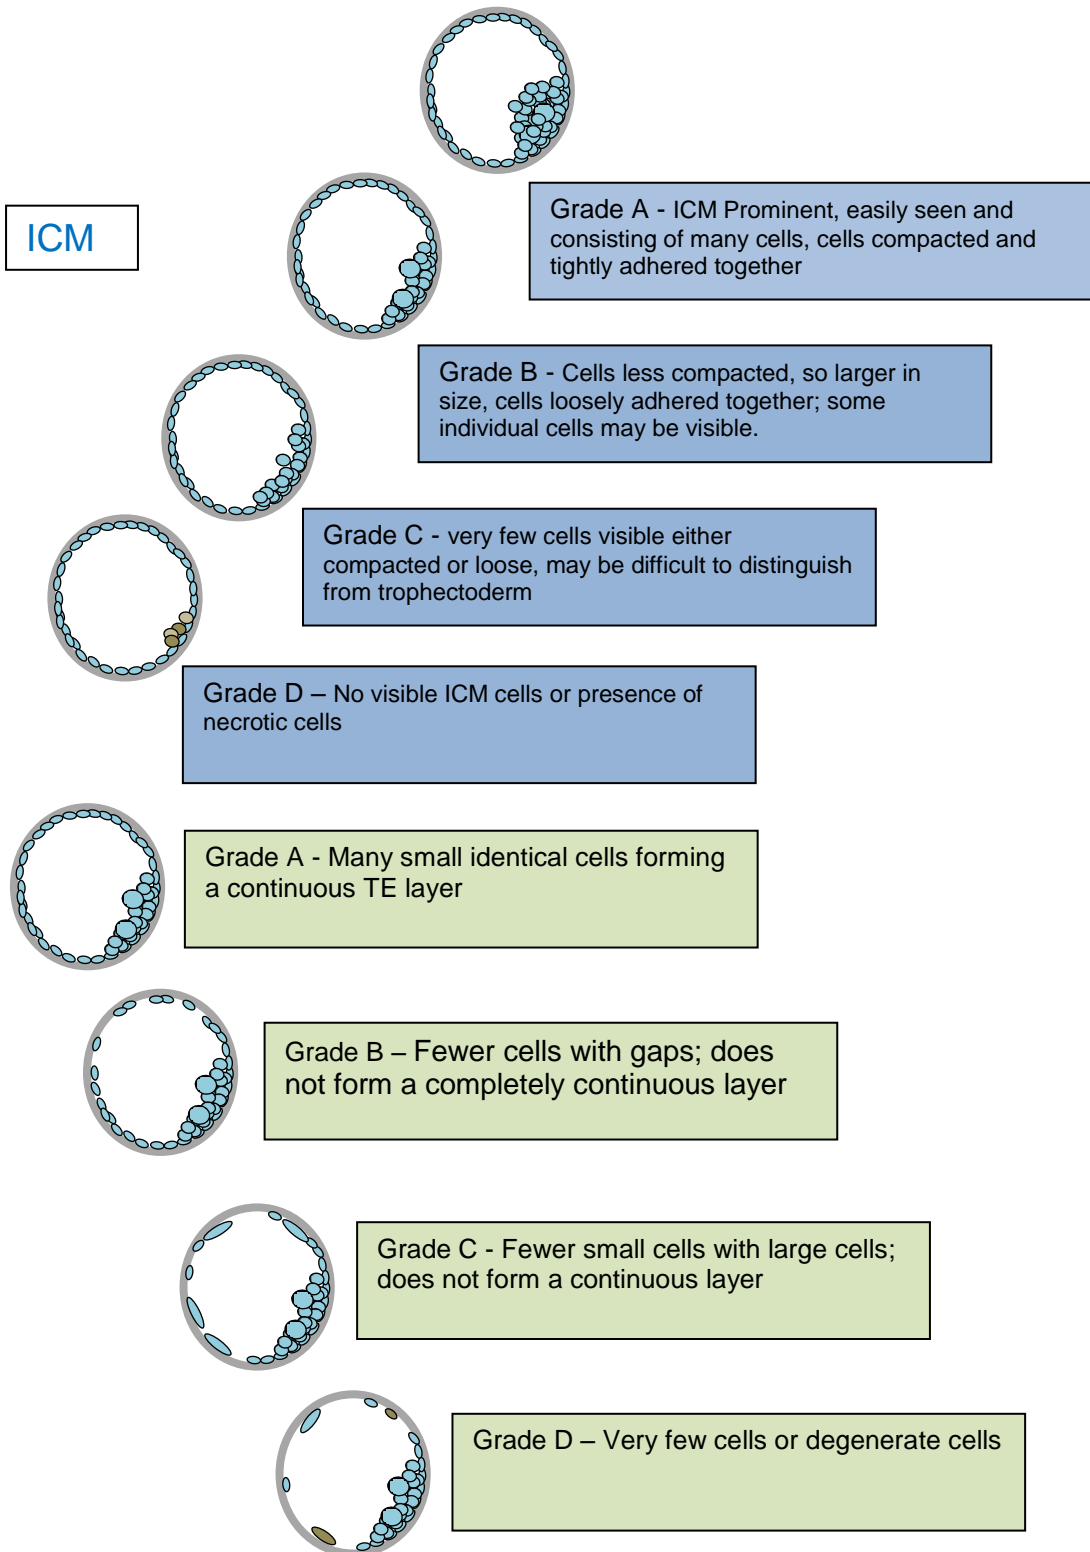 ICM
Grade A - ICM Prominent, easily seen and
consisting of many cells, cells compacted and
tightly adhered together
Grade B - Cells less compacted, so larger in
size, cells loosely adhered together; some
individual cells may be visible.
Grade C - very few cells visible either
compacted or loose, may be difficult to distinguish
from trophectoderm
Grade D – No visible ICM cells or presence of
necrotic cells
Grade A - Many small identical cells forming
a continuous TE layer
Grade B – Fewer cells with gaps; does
not form a completely continuous layer
Grade C - Fewer small cells with large cells;
does not form a continuous layer
Grade D – Very few cells or degenerate cells